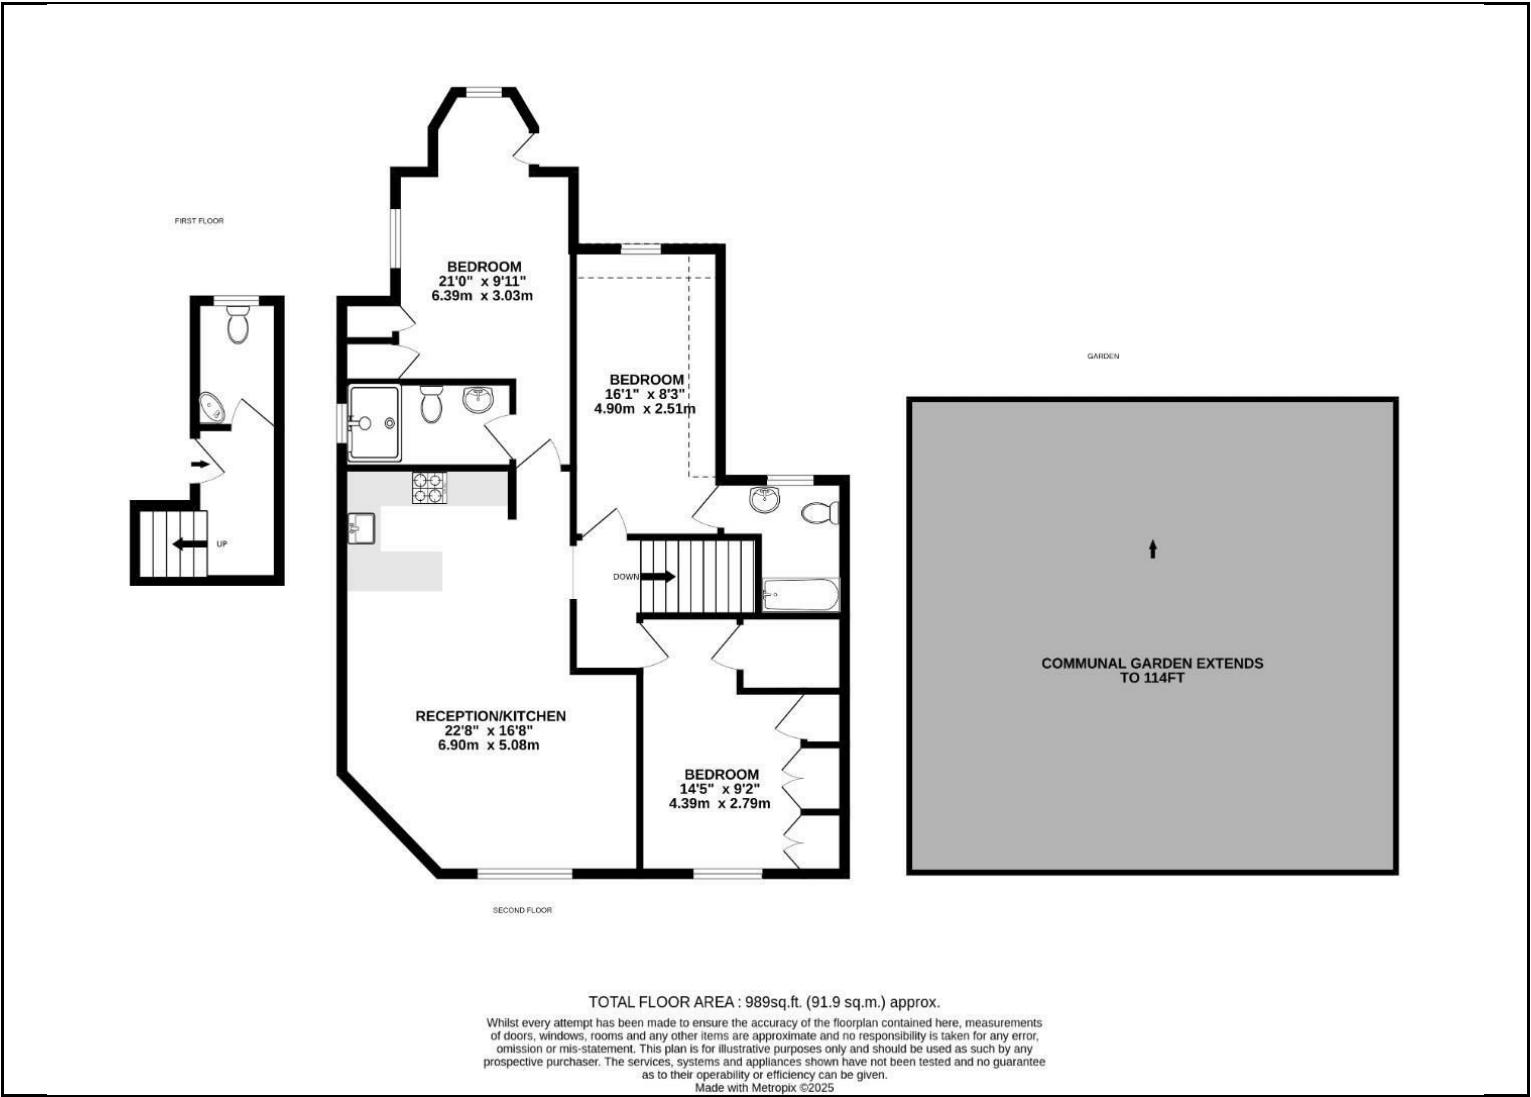 FIRST FLOOR
UP
BEDROOM
21'0" x 9'11"
6.39m x 3.03m
BEDROOM
16'1" x 8'3"
4.90m x 2.51m
DOWN
RECEPTION/KITCHEN
22'8" x 16'8"
6.90m x 5.08m
BEDROOM
14'5" x 9'2"
4.39m x 2.79m
SECOND FLOOR
GARDEN
COMMUNAL GARDEN EXTENDS
TO 114FT
TOTAL FLOOR AREA : 989sq.ft. (91.9 sq.m.) approx.
Whilst every attempt has been made to ensure the accuracy of the floorplan contained here, measurements
of doors, windows, rooms and any other items are approximate and no responsibility is taken for any error,
omission or mis-statement. This plan is for illustrative purposes only and should be used as such by any
prospective purchaser. The services, systems and appliances shown have not been tested and no guarantee
as to their operability or efficiency can be given.
Made with Metropix ©2025